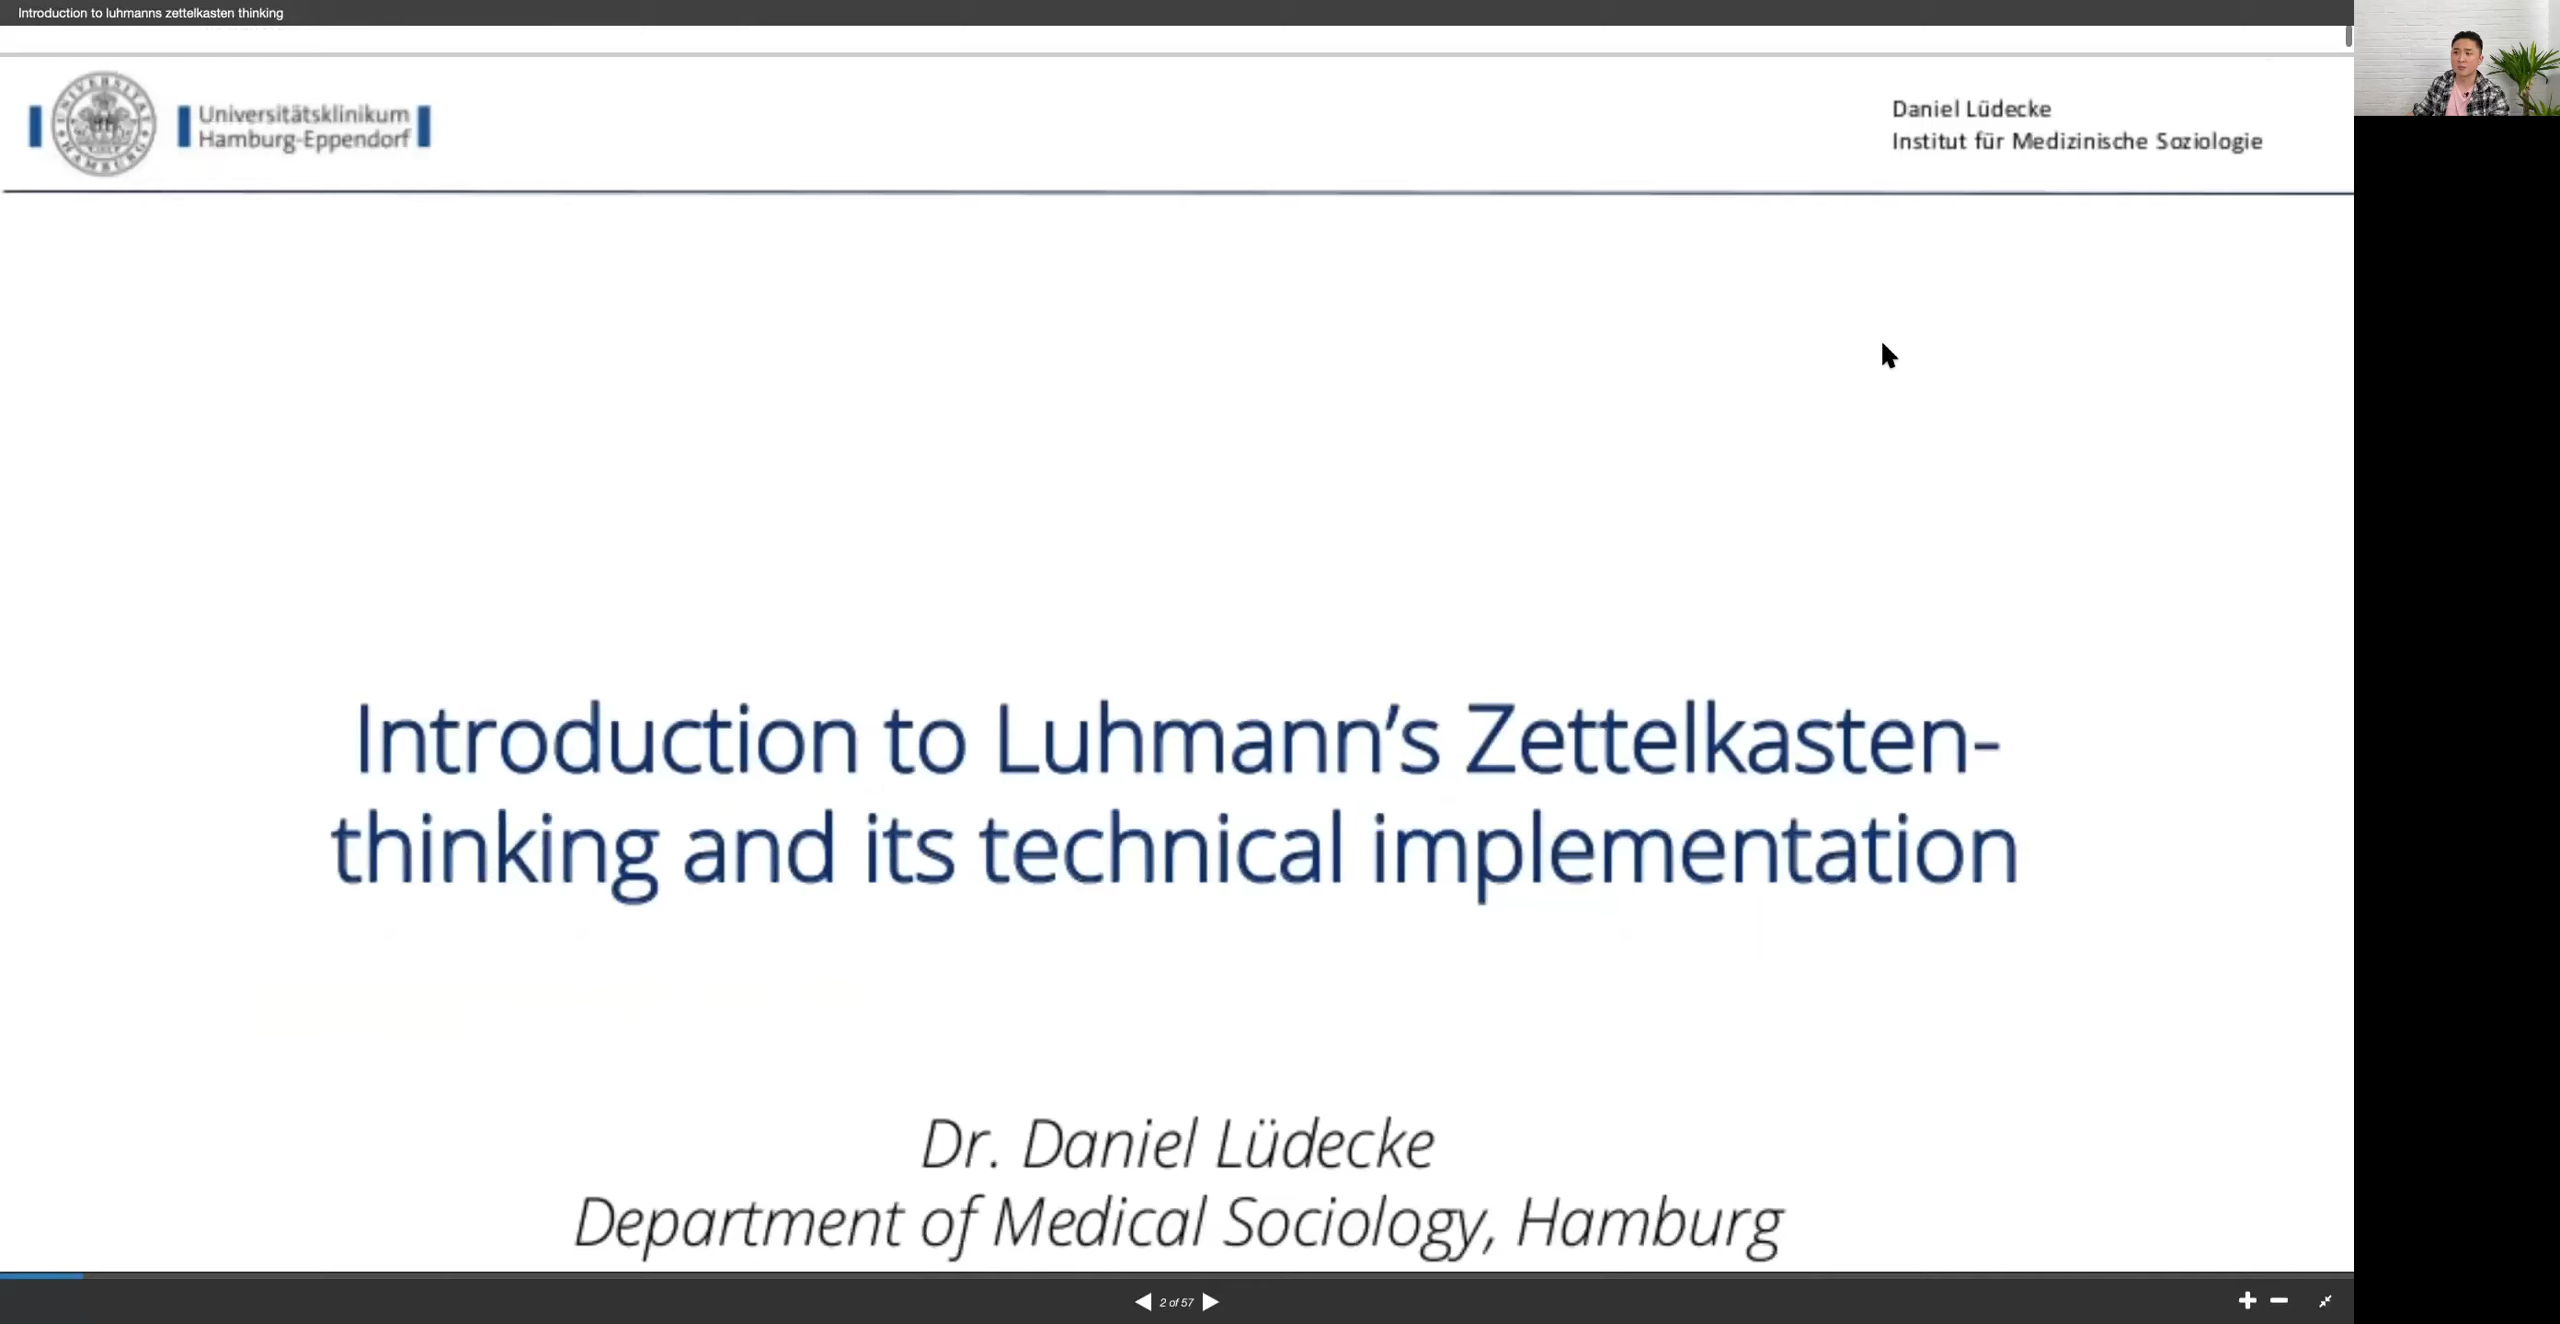 Introduction to luhmanns zettelkasten thinking
Universitätsklinikum
Hamburg-Eppendorf
Daniel Lüdecke
Institut für Medizinische Soziologie
Introduction to Luhmann's Zettelkasten-
thinking and its technical implementation
Dr. Daniel Lüdecke
Department of Medical Sociology, Hamburg
2 of 57